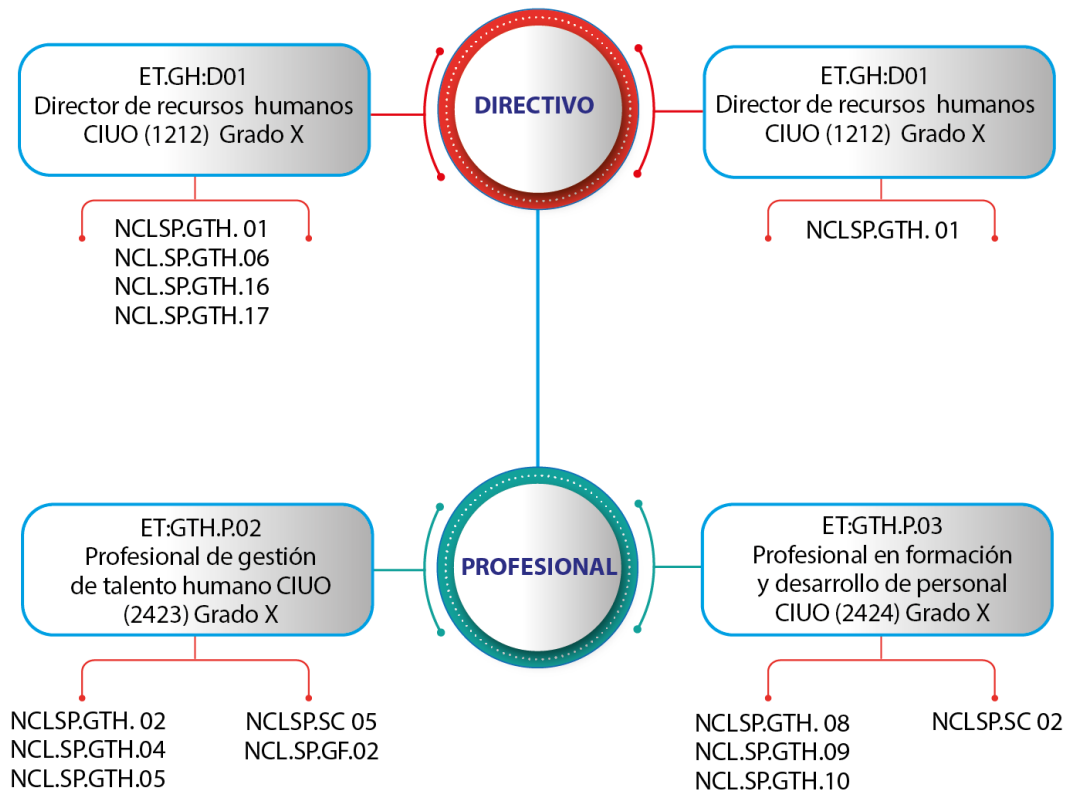 ET.GH:D01
Director de recursos humanos
CIUO (1212) Grado X
NCLSP.GTH. 01
NCL.SP.GTH.06
NCL.SP.GTH.16
NCL.SP.GTH.17
DIRECTIVO
ET.GH:D01
Director de recursos humanos
CIUO (1212) Grado X
NCLSP.GTH. 01
ET:GTH.P.02
Profesional de gestión
de talento humano CIUO
(2423) Grado X
NCLSP.GTH. 02
NCL.SP.GTH.04
NCL.SP.GTH.05
NCLSP.SC 05
NCL.SP.GF.02
PROFESIONAL
ET:GTH.P.03
Profesional en formación
y desarrollo de personal
CIUO (2424) Grado X
NCLSP.GTH. 08
NCL.SP.GTH.09
NCL.SP.GTH.10
NCLSP.SC 02